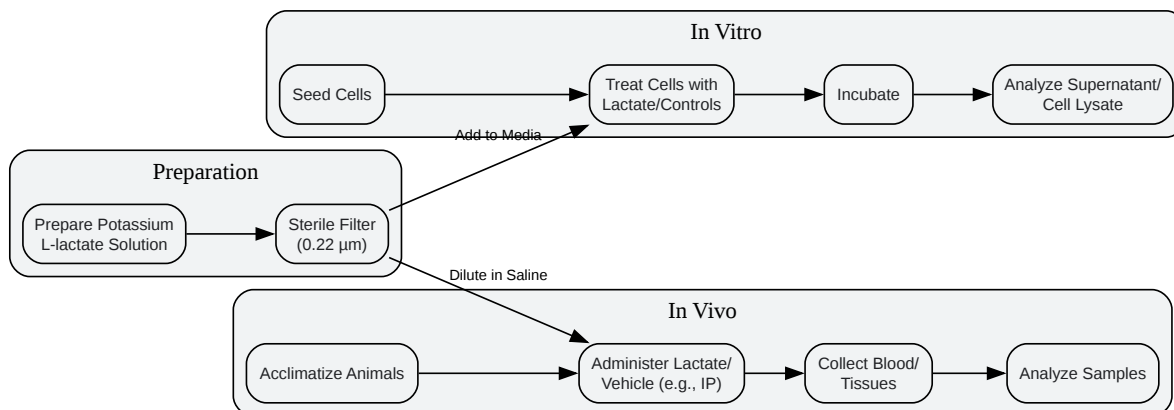 In Vitro
Seed Cells
Treat Cells with
Lactate/Controls
Incubate
Analyze Supernatant/
Cell Lysate
Add to Media
Preparation
Prepare Potassium
L-lactate Solution
Sterile Filter
(0.22 µm)
Dilute in Saline
In Vivo
Acclimatize Animals
Administer Lactate/
Vehicle (e.g., IP)
Collect Blood/
Tissues
Analyze Samples